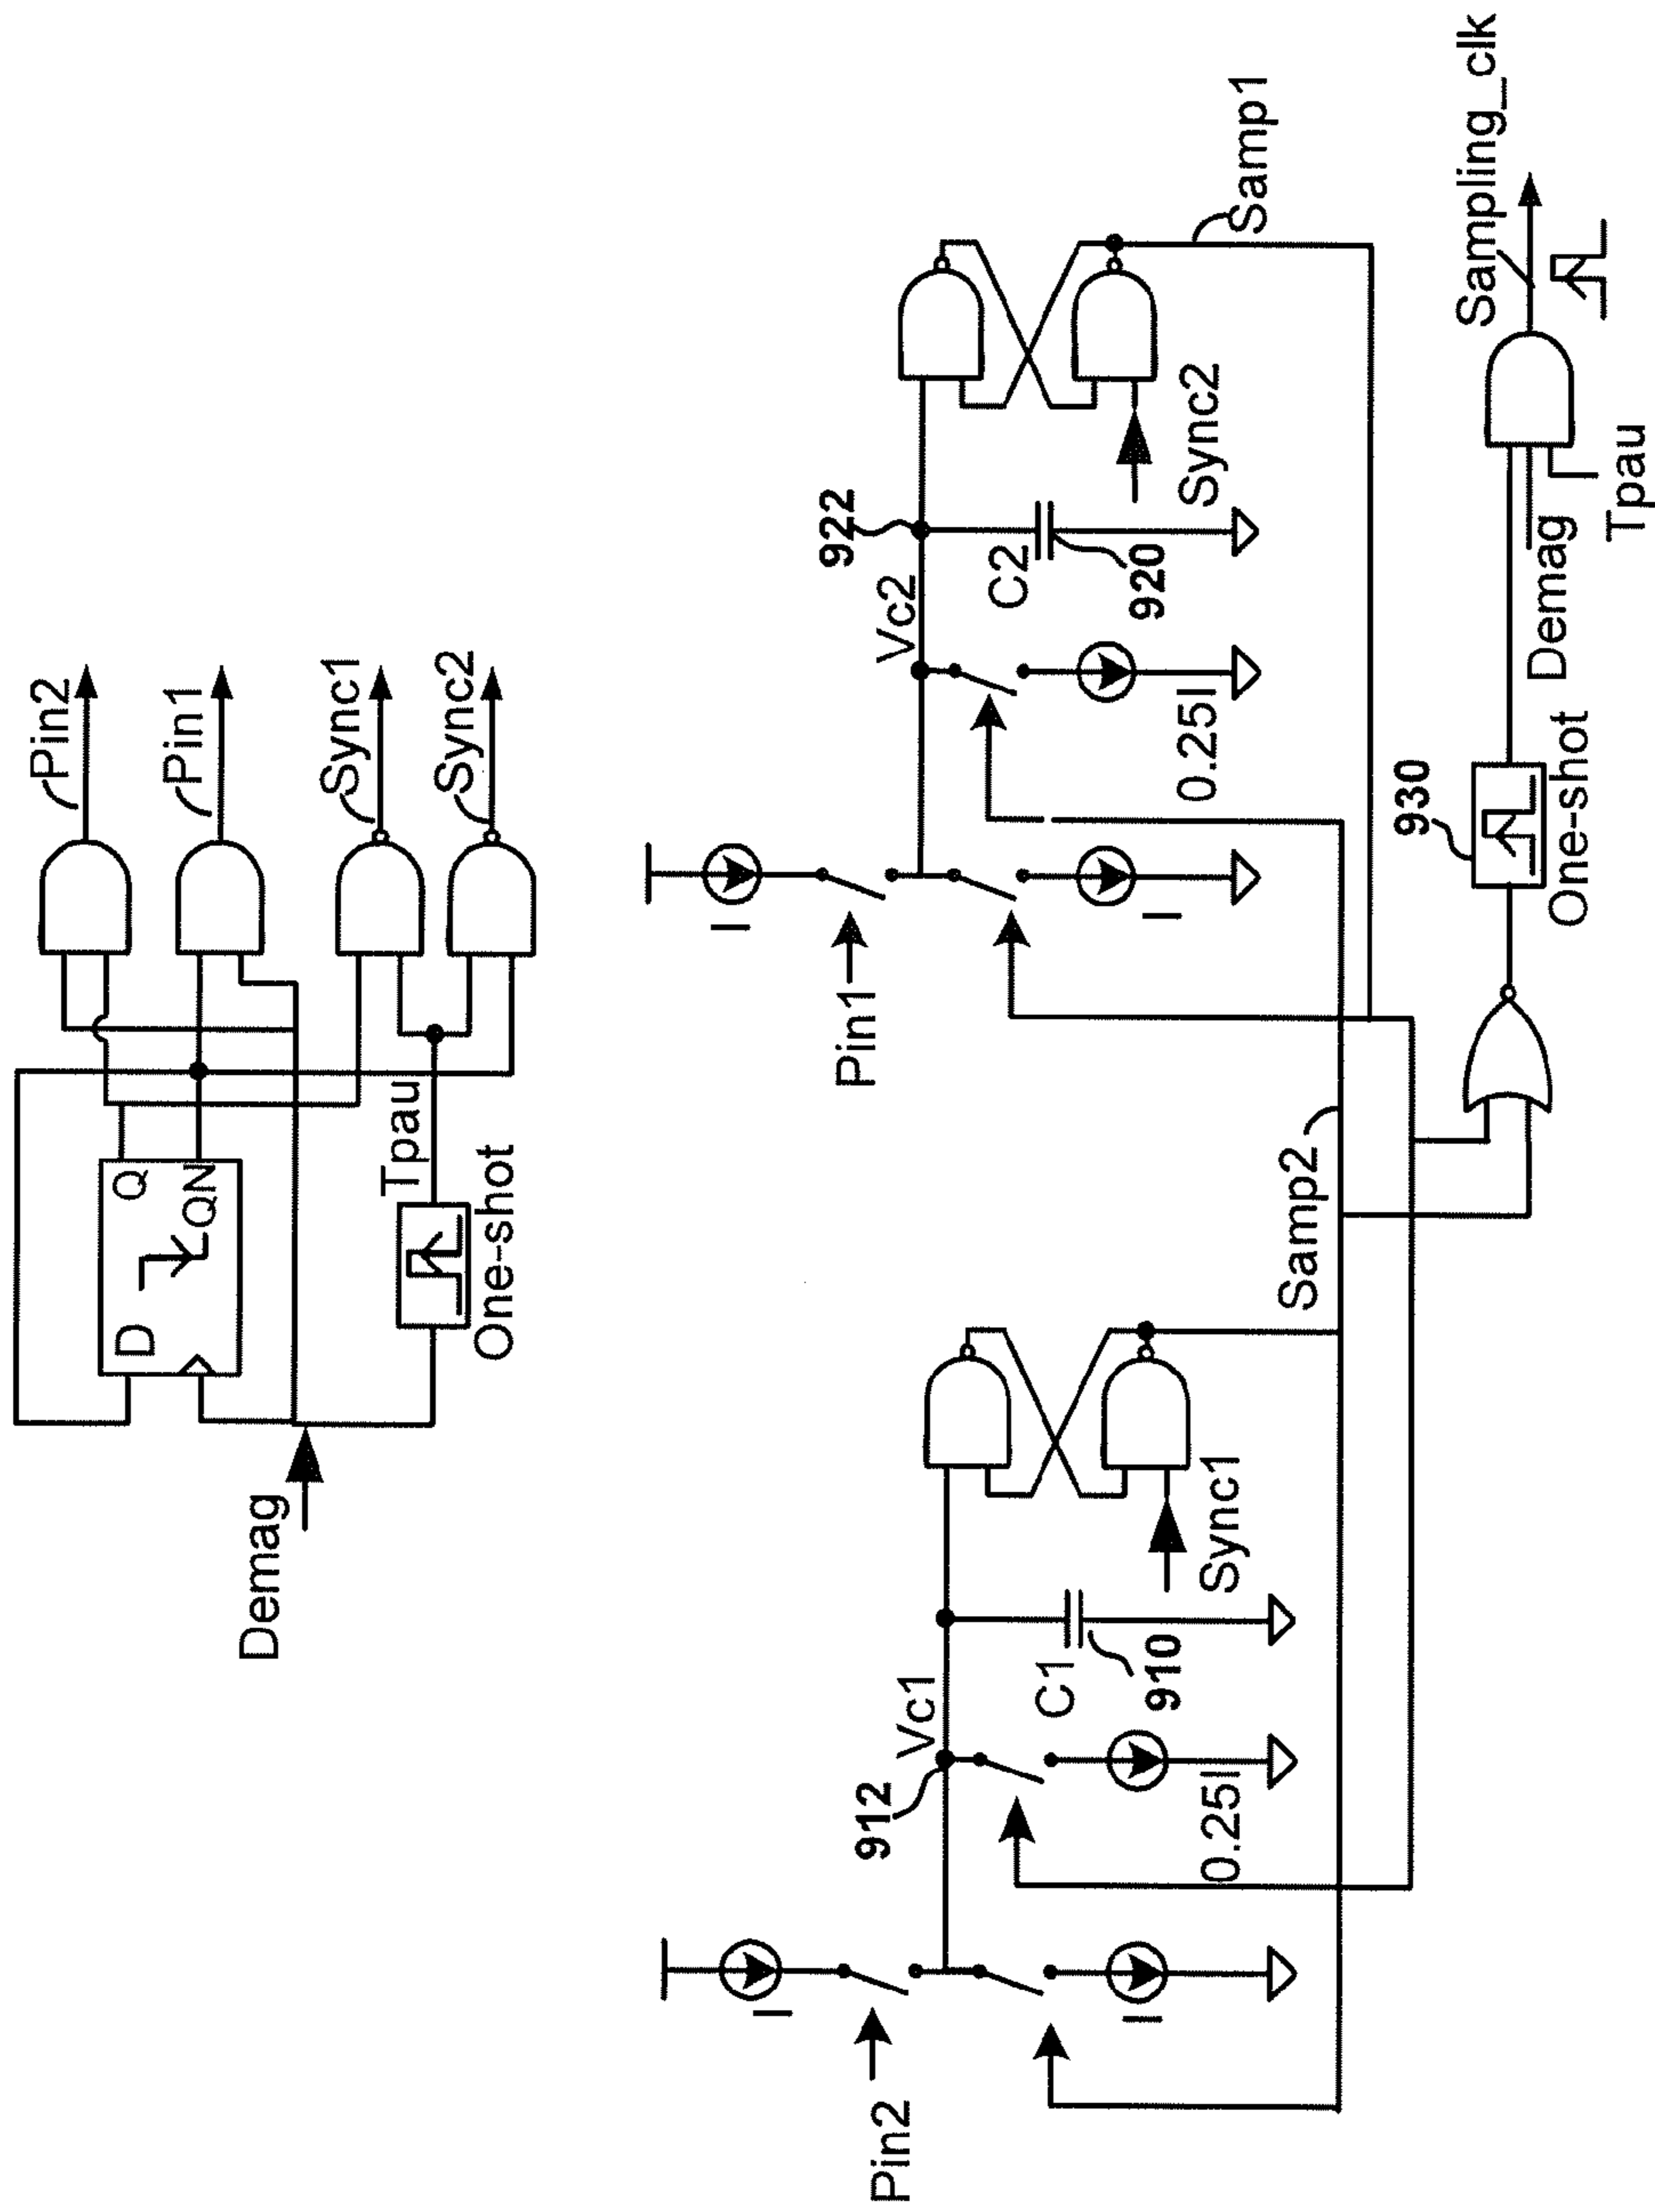 Pin2
Pin1
Sync1
Sync2
D
Q
QN
Tpau
One-shot
Demag
922
Vc2
C2
920
0.25I
I
I
Pin1
Sync2
Samp1
912
Vc1
C1
910
0.25I
I
I
Pin2
Sync1
Samp2
930
One-shot
Demag
Tpau
Sampling_clk